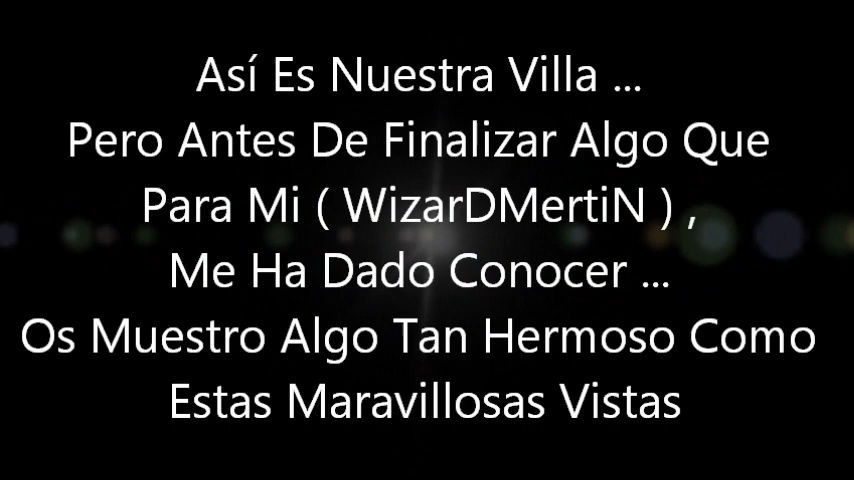 Así Es Nuestra Villa ...
Pero Antes De Finalizar Algo Que
Para Mi ( WizarDMertiN ) ,
Me Ha Dado Conocer ...
Os Muestro Algo Tan Hermoso Como
Estas Maravillosas Vistas